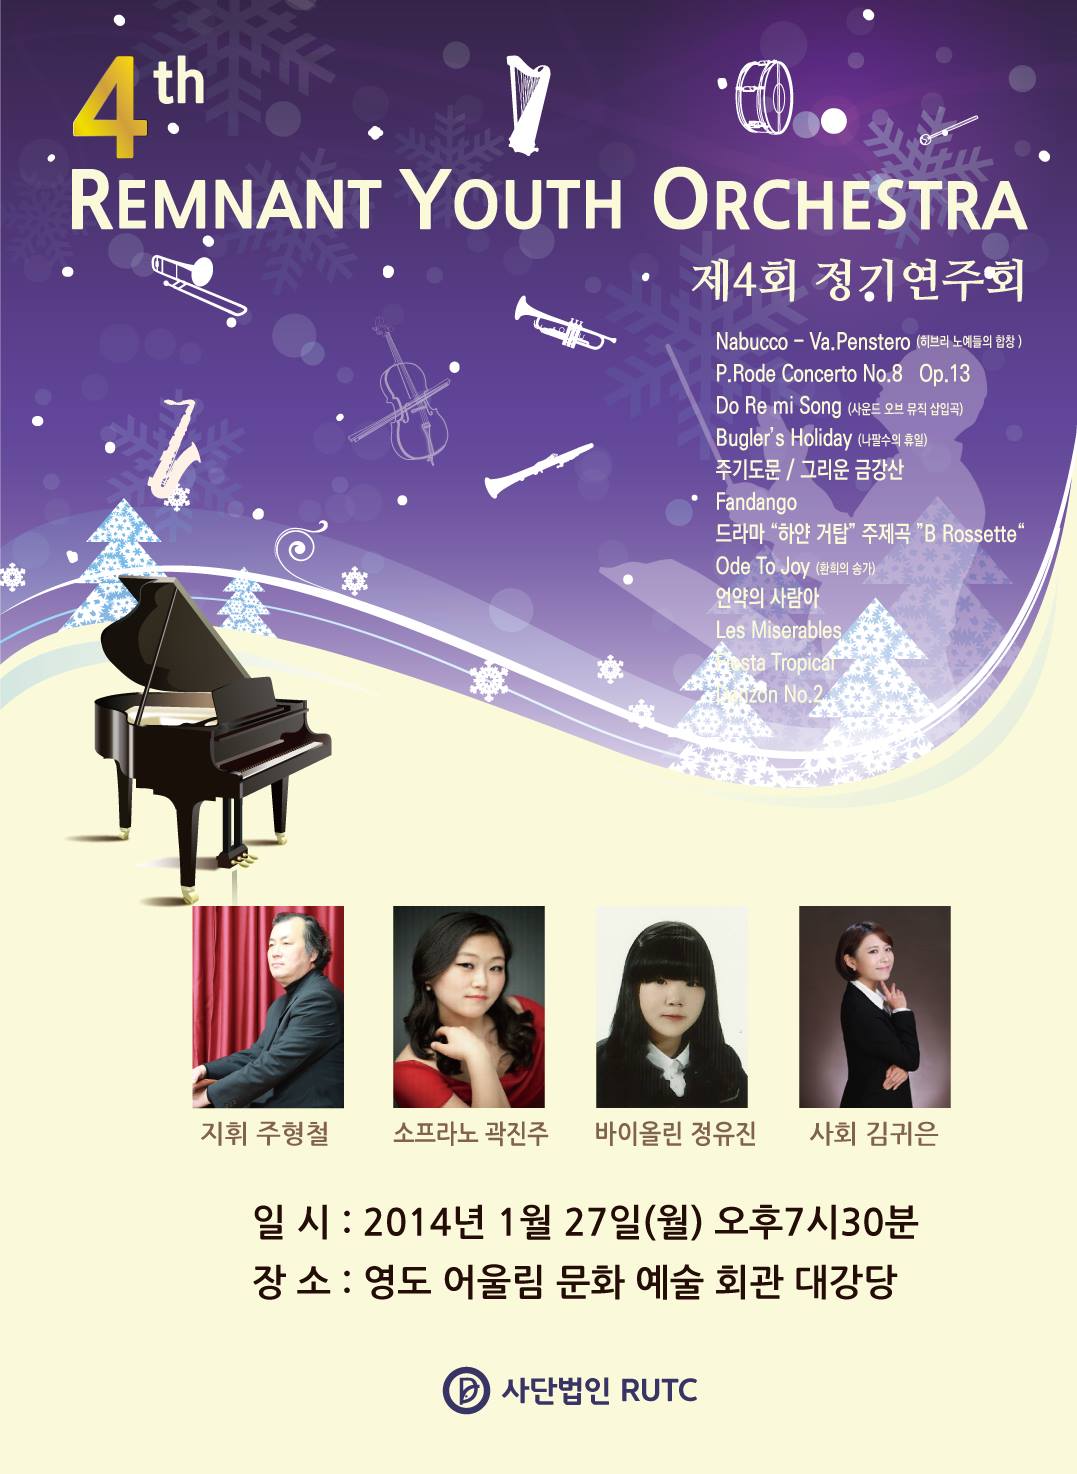 4th
REMNANT YOUTH ORCHESTRA
제4회 정기연주회
Nabucco - Va.Penstero (히브리 노예들의 합창 )
P.Rode Concerto No.8 Op.13
Do Re mi Song (사운드 오브 뮤직 삽입곡)
Bugler's Holiday (나팔수의 휴일)
주기도문 / 그리운 금강산
Fandango
드라마 “하얀 거탑” 주제곡 ”B Rossette“
Ode To Joy (환희의 송가)
언약의 사람아
Les Miserables
Fiesta Tropical
No.2
지휘 주형철
소프라노 곽진주
바이올린 정유진
사회 김귀은
일 시 : 2014년 1월 27일(월) 오후7시30분
장 소 : 영도 어울림 문화 예술 회관 대강당
사단법인 RUTC